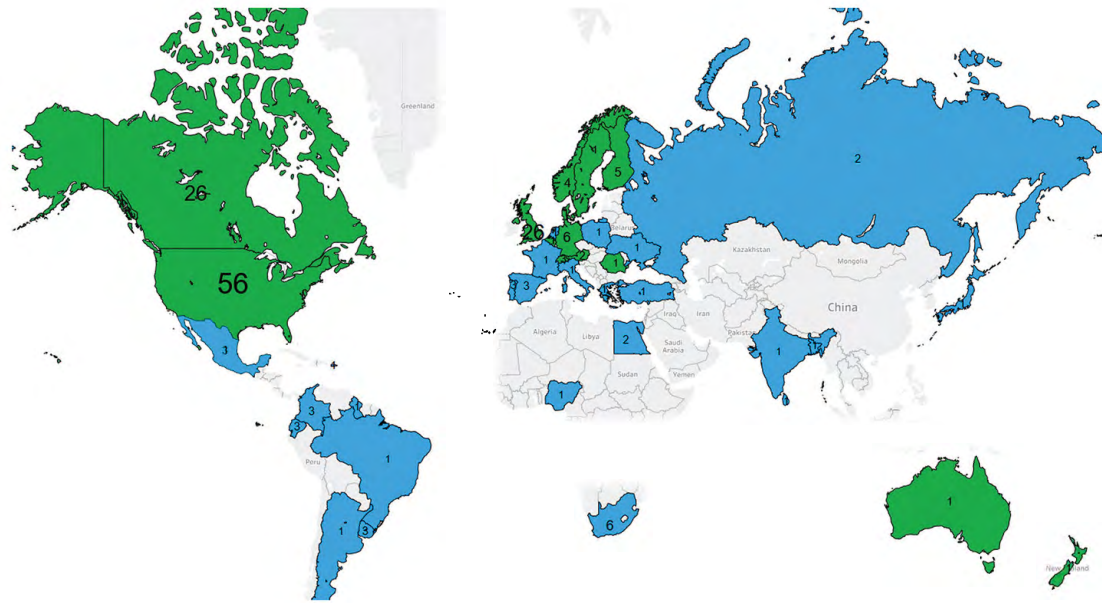 Greenland
26
2
4
5
4
26
6
1
Belarus
1
1
1
Kazakhstan
Mongolia
56
3
1
China
Algeria
Libya
Iraq
Iran
Pakistan
2
Saudi
Arabia
1
1
3
Sudan
Yemen
1
3
3
Peru
1
1
3
6
1